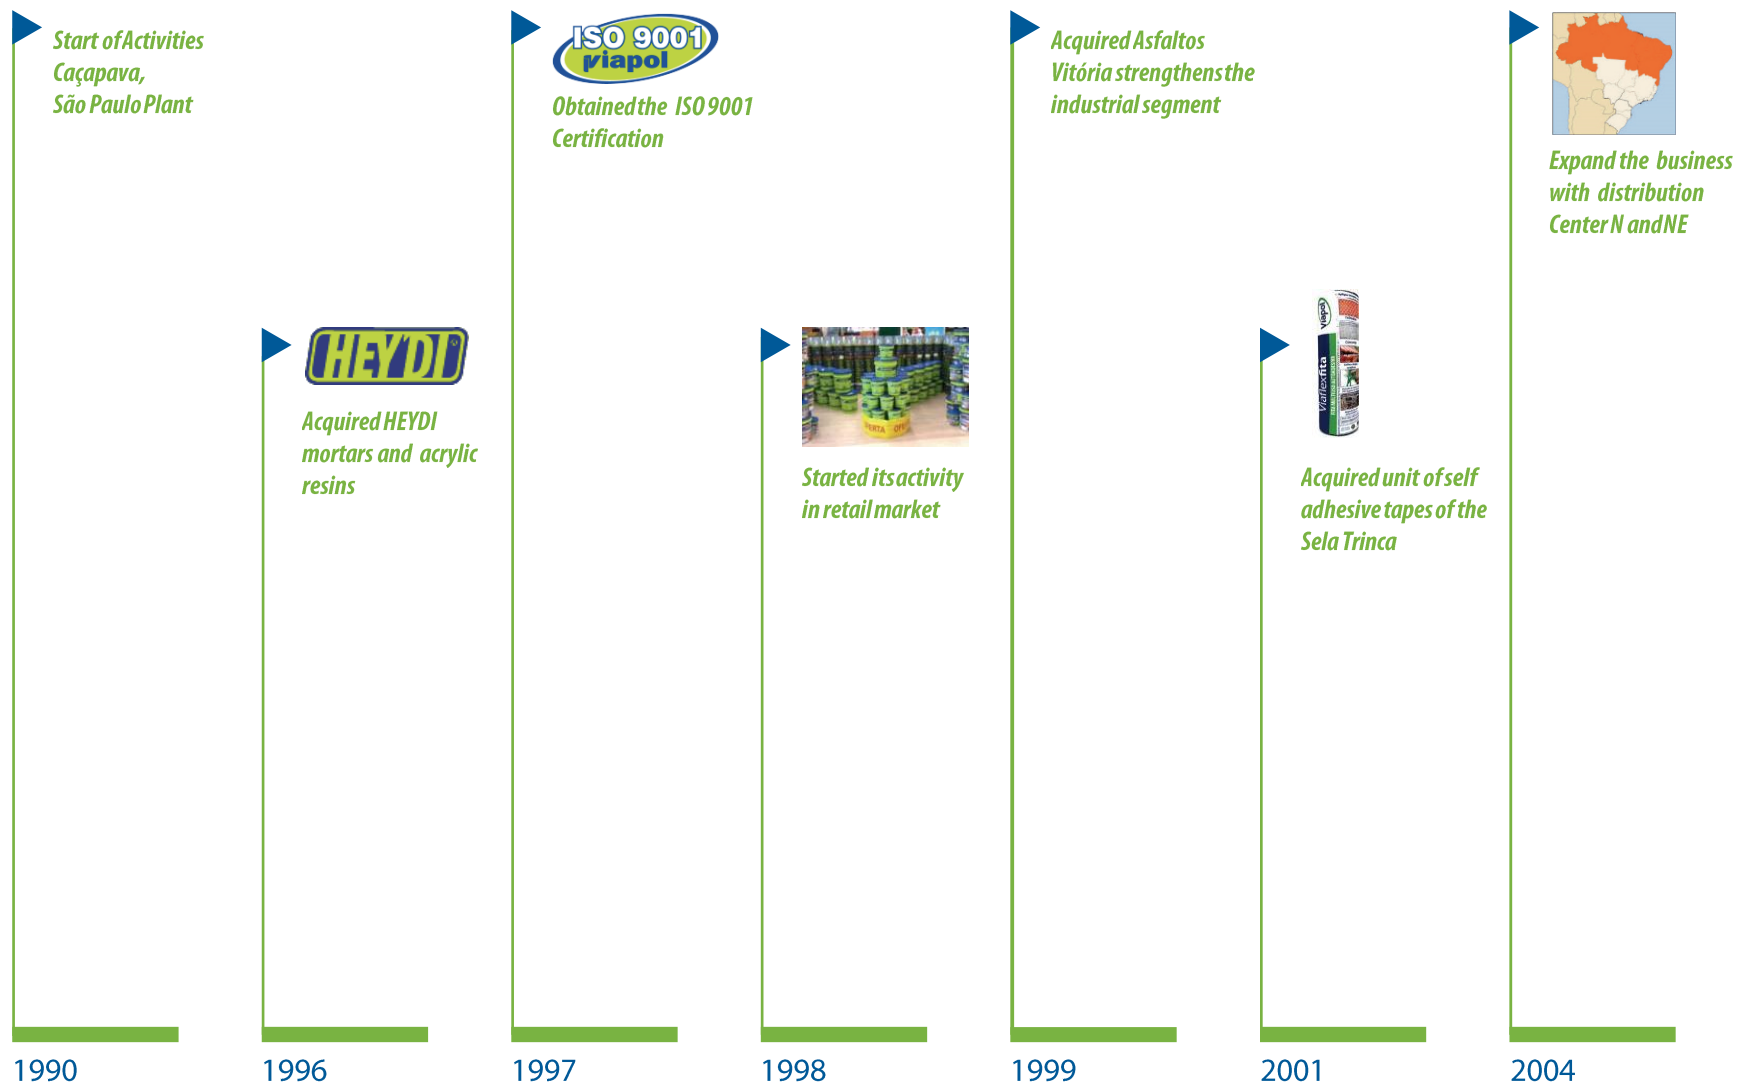 Start of Activities
Caçapava,
São Paulo Plant
ISO 9001
viapol
Obtained the ISO 9001
Certification
Acquired Asfaltos
Vitória strengthens the
industrial segment
Expand the business
with distribution
Center N and NE
HEYDI
Acquired HEYDI
mortars and acrylic
resins
OFERTA
Started its activity
in retail market
viapol
Viaflexfita
Acquired unit of self
adhesive tapes of the
Sela Trinca
1990
1996
1997
1998
1999
2001
2004